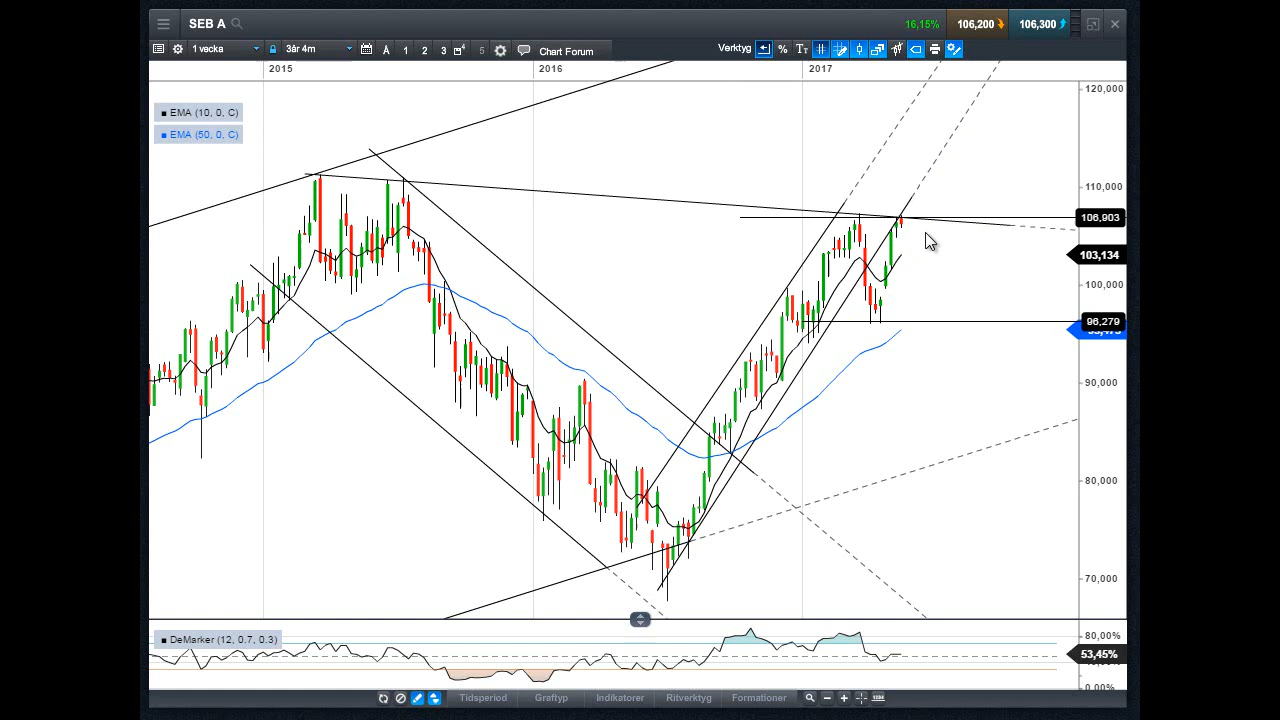 SEB A
16,15%
106,200
106,300
1 vecka
3år 4m
A
1
2
3
5
Chart Forum
Verktyg
%
2015
2016
2017
EMA (10, 0, C)
EMA (50, 0, C)
120,000
110,000
106,903
103,134
100,000
96,279
90,000
80,000
70,000
DeMarker (12, 0.7, 0.3)
80,00%
53,45%
0.00%
Tidsperiod
Graftyp
Indikatorer
Ritverktyg
Formationer